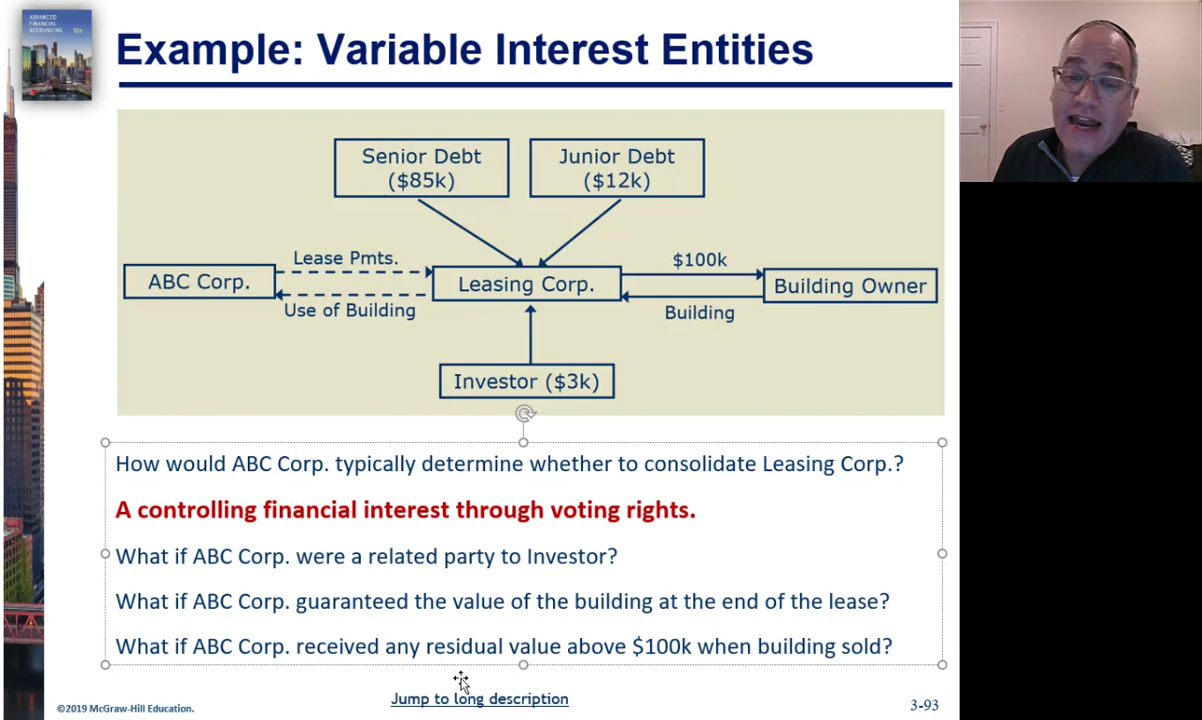 ADVANCED
FINANCIAL
ACCOUNTING
12e
Example: Variable Interest Entities
Senior Debt
($85k)
Junior Debt
($12k)
ABC Corp.
Lease Pmts.
Use of Building
Leasing Corp.
$100k
Building
Building Owner
Investor ($3k)
How would ABC Corp. typically determine whether to consolidate Leasing Corp.?
A controlling financial interest through voting rights.
What if ABC Corp. were a related party to Investor?
What if ABC Corp. guaranteed the value of the building at the end of the lease?
What if ABC Corp. received any residual value above $100k when building sold?
Jump to long description
©2019 McGraw-Hill Education.
3-93